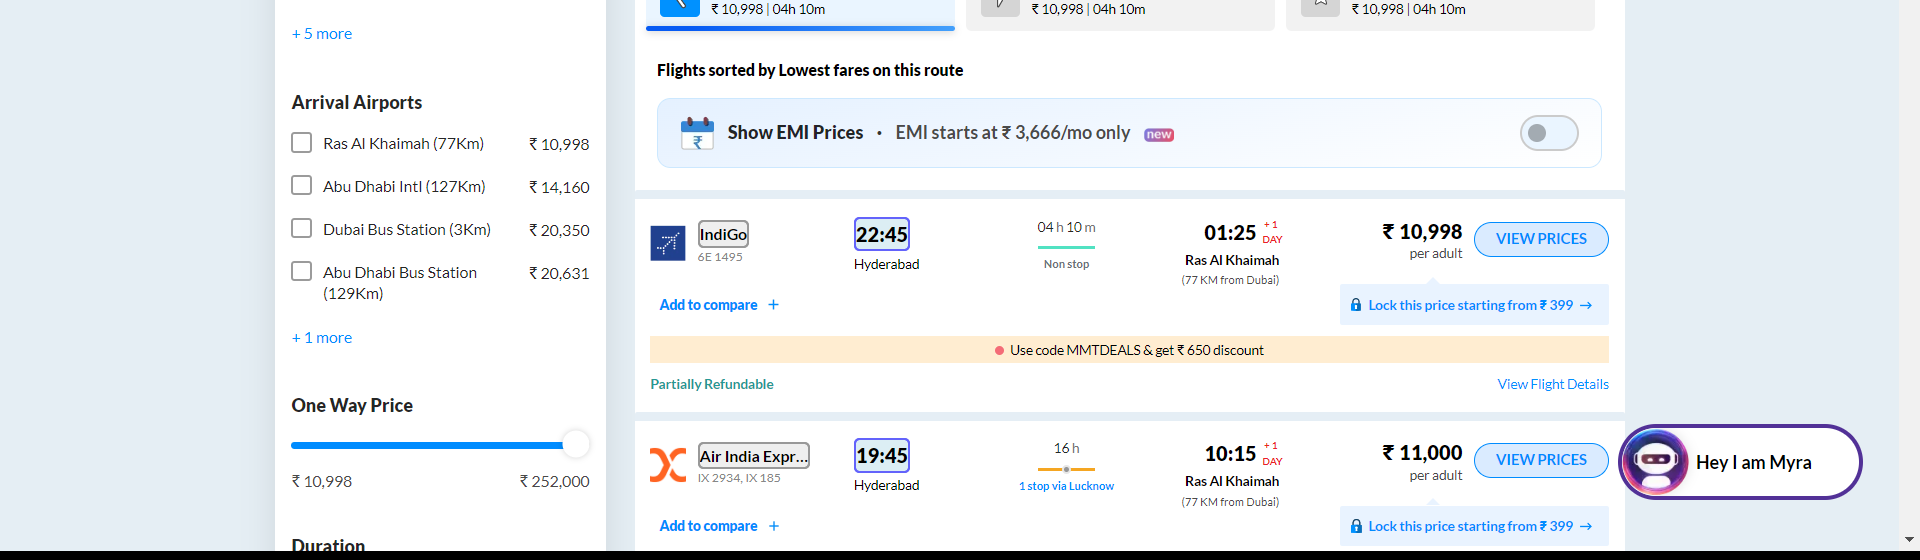 ₹ 10,998 | 04h 10m
₹ 10,998 | 04h 10m
₹ 10,998 | 04h 10m
+ 5 more
Arrival Airports
Ras Al Khaimah (77Km) ₹ 10,998
Abu Dhabi Intl (127Km) ₹ 14,160
Dubai Bus Station (3Km) ₹ 20,350
Abu Dhabi Bus Station ₹ 20,631
(129Km)
+ 1 more
One Way Price
₹ 10,998 ₹ 252,000
Duration
Flights sorted by Lowest fares on this route
Show EMI Prices • EMI starts at ₹ 3,666/mo only new
IndiGo
6E 1495
22:45
Hyderabad
04 h 10 m
Non stop
01:25 + 1
DAY
Ras Al Khaimah
(77 KM from Dubai)
₹ 10,998
per adult
VIEW PRICES
Add to compare +
Lock this price starting from ₹ 399 →
Use code MMTDEALS & get ₹ 650 discount
Partially Refundable
View Flight Details
Air India Expr...
IX 2934, IX 185
19:45
Hyderabad
16 h
1 stop via Lucknow
10:15 + 1
DAY
Ras Al Khaimah
(77 KM from Dubai)
₹ 11,000
per adult
VIEW PRICES
Add to compare +
Lock this price starting from ₹ 399 →
Hey I am Myra